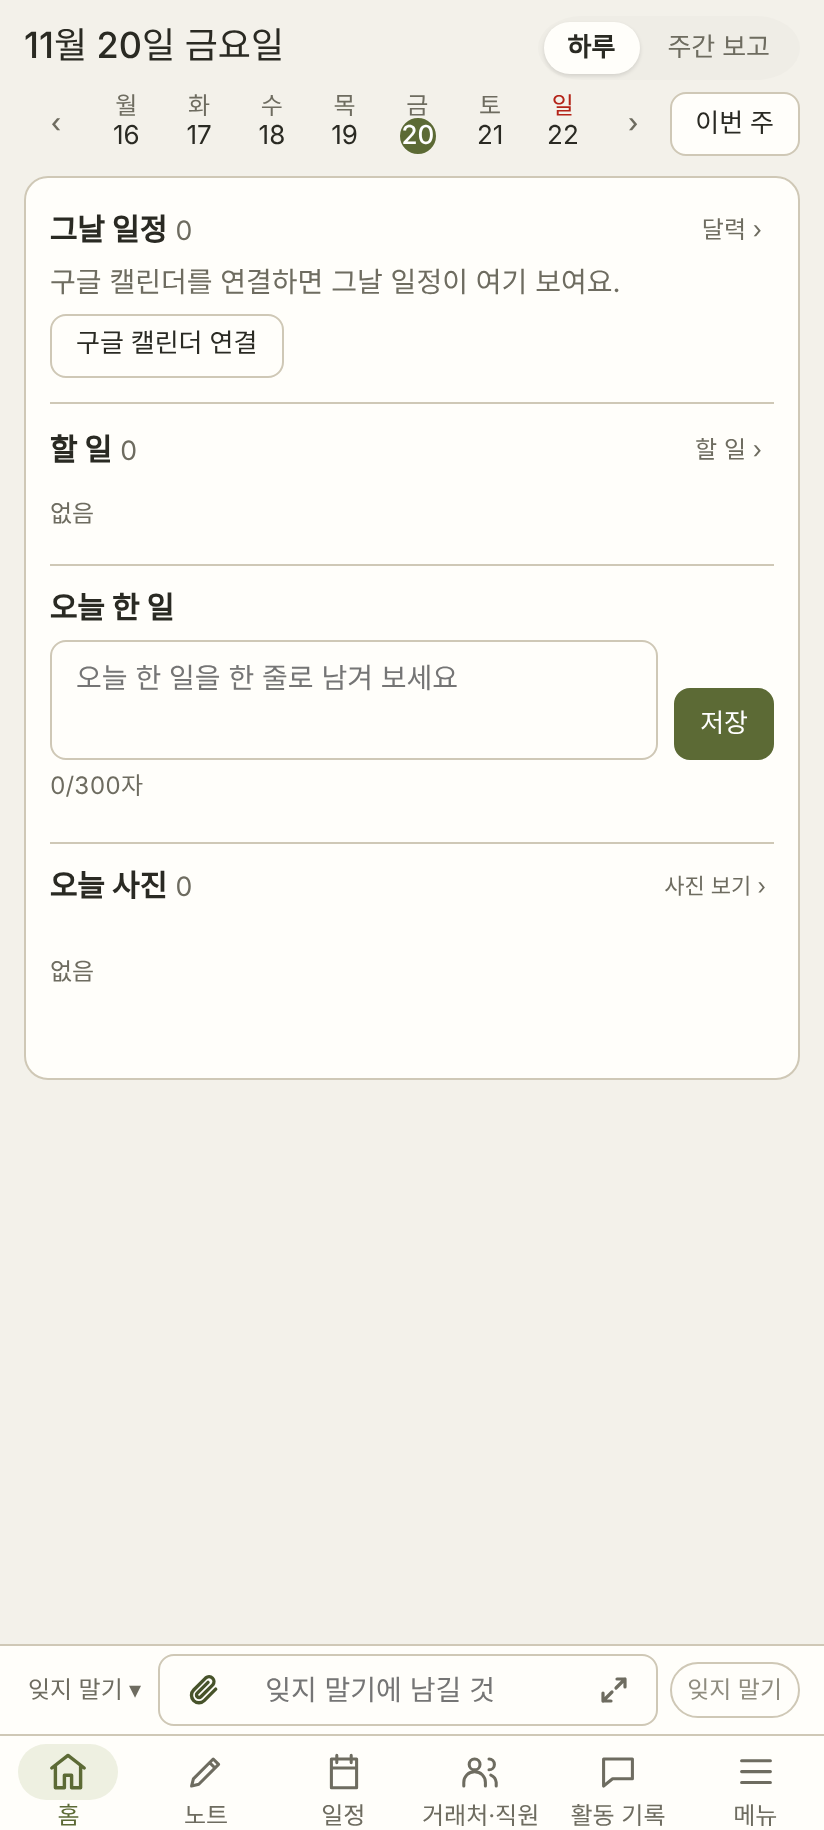 11월 20일 금요일
하루 주간 보고
‹ 월 화 수 목 금 토 일 ›
16 17 18 19 20 21 22
이번 주
그날 일정 0 달력 ›
구글 캘린더를 연결하면 그날 일정이 여기 보여요.
구글 캘린더 연결
할 일 0 할 일 ›
없음
오늘 한 일
오늘 한 일을 한 줄로 남겨 보세요
저장
0/300자
오늘 사진 0 사진 보기 ›
없음
잊지 말기 ▾ 잊지 말기에 남길 것 잊지 말기
홈 노트 일정 거래처·직원 활동 기록 메뉴